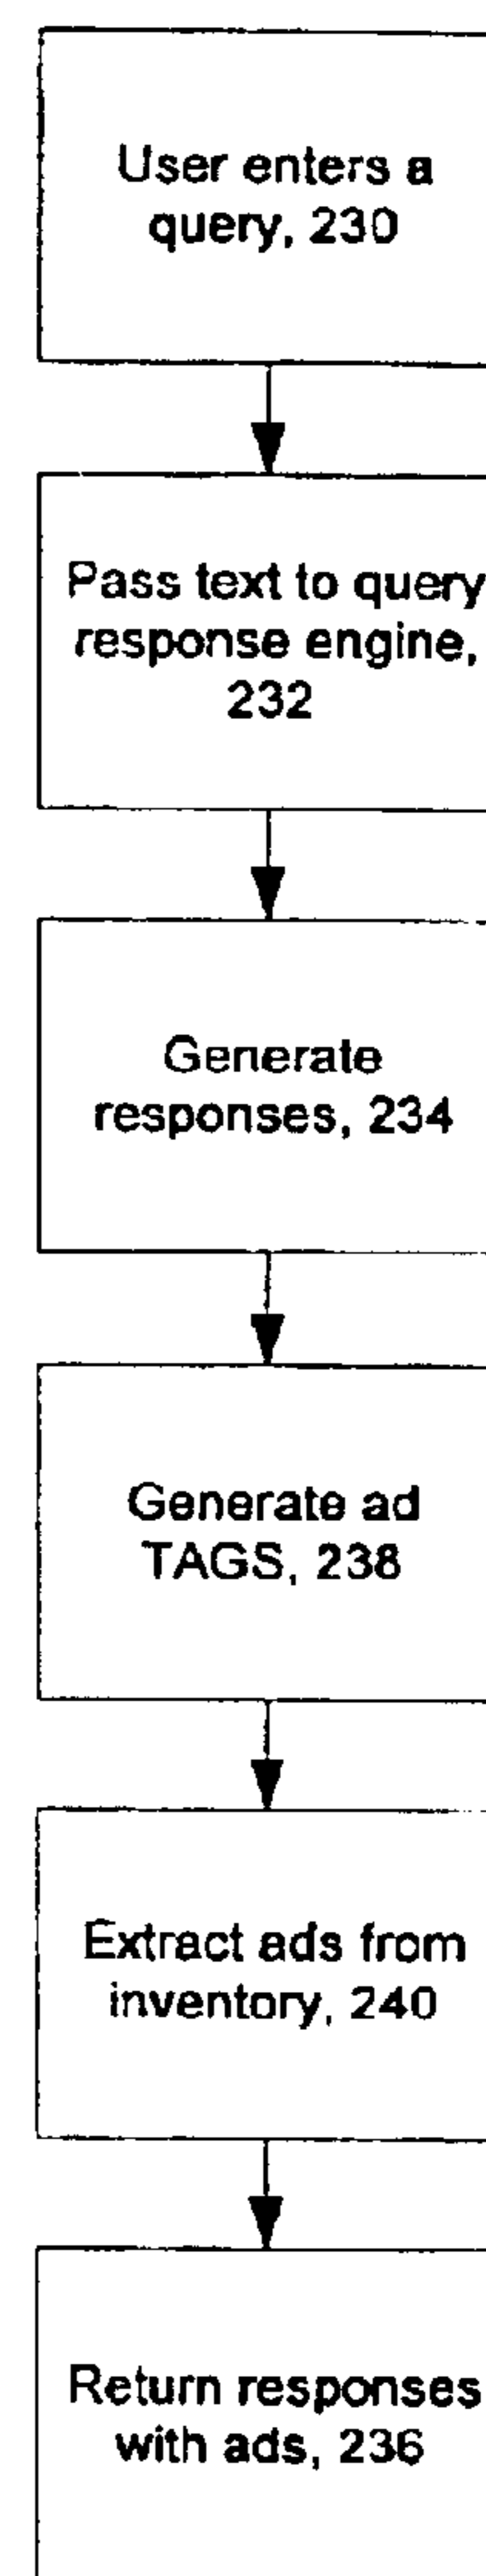 User enters a
query, 230
Pass text to query
response engine,
232
Generate
responses, 234
Generate ad
TAGS, 238
Extract ads from
inventory, 240
Return responses
with ads, 236